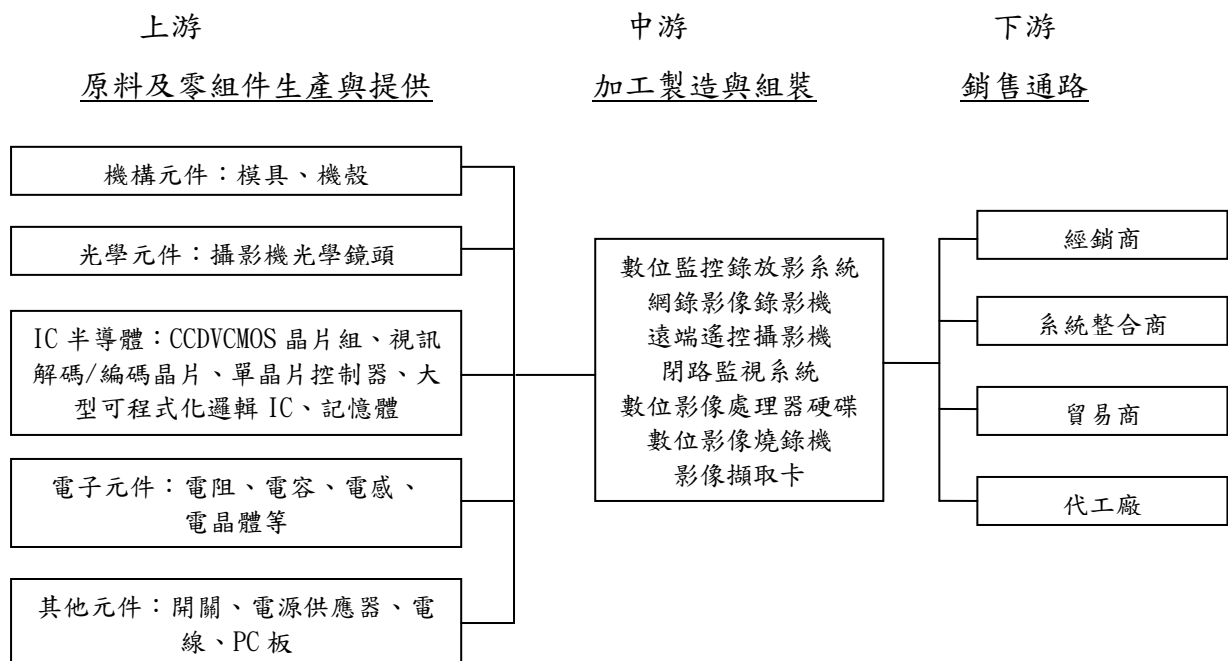 上游
原料及零組件生產與提供
機構元件：模具、機殼
光學元件：攝影機光學鏡頭
IC 半導體：CCDVCMOS 晶片組、視訊
解碼/編碼晶片、單晶片控制器、大
型可程式化邏輯 IC、記憶體
電子元件：電阻、電容、電感、
電晶體等
其他元件：開關、電源供應器、電
線、PC 板
中游
加工製造與組裝
數位監控錄放影系統
網錄影像錄影機
遠端遙控攝影機
閉路監視系統
數位影像處理器硬碟
數位影像燒錄機
影像擷取卡
下游
銷售通路
經銷商
系統整合商
貿易商
代工廠